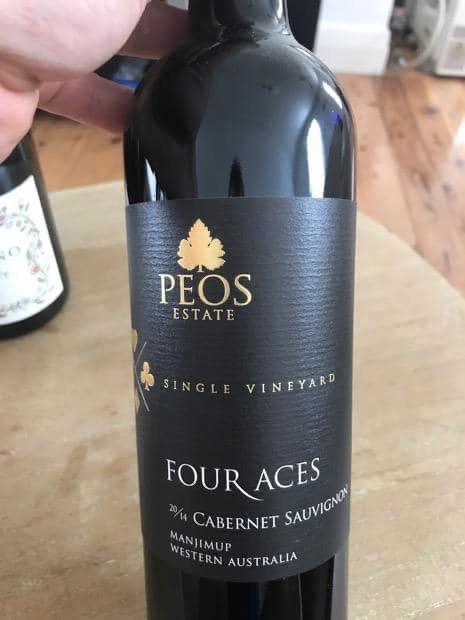 PEOS
ESTATE
SINGLE VINEYARD
FOUR ACES
20/14 CABERNET SAUVIGNON
MANJIMUP
WESTERN AUSTRALIA